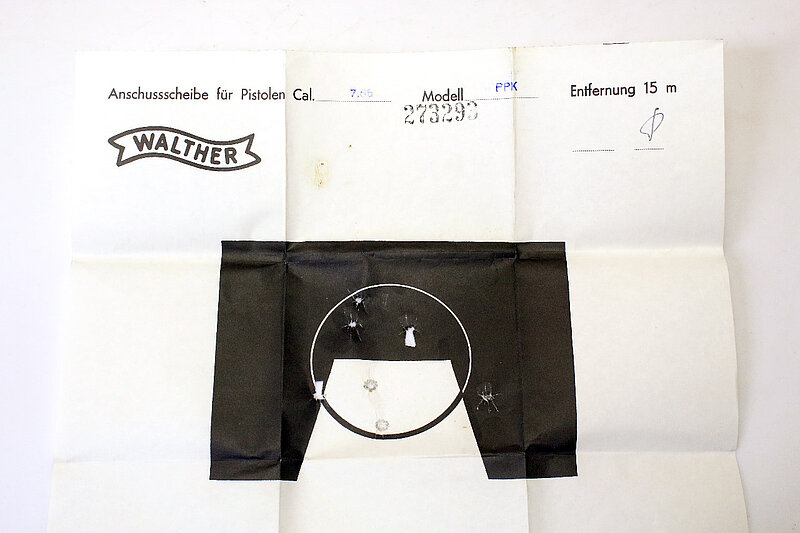 Anschussscheibe für Pistolen Cal. 7.65 Modell PPK Entfernung 15 m
273293
WALTHER